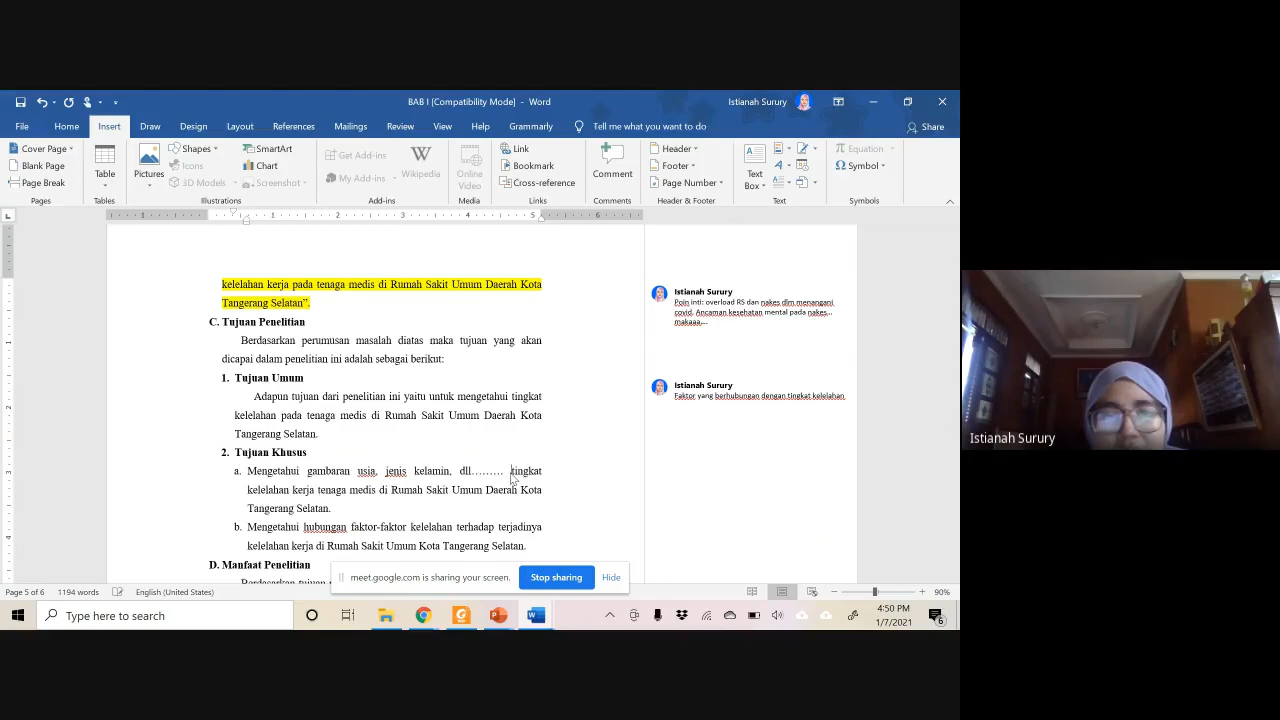 BAB I [Compatibility Mode] - Word
Istianah Surury
File Home Insert Draw Design Layout References Mailings Review View Help Grammarly Tell me what you want to do Share
Cover Page
Blank Page
Page Break
Pages
Table
Tables
Pictures
Shapes
Icons
3D Models
SmartArt
Chart
Screenshot
Illustrations
Get Add-ins
My Add-ins
Wikipedia
Add-ins
Online Video
Media
Link
Bookmark
Cross-reference
Links
Comment
Comments
Header
Footer
Page Number
Header & Footer
Text Box
Text
Equation
Symbol
Symbols
1 1 2 3 4 5 6
kelelahan kerja pada tenaga medis di Rumah Sakit Umum Daerah Kota
Tangerang Selatan”.
C. Tujuan Penelitian
Berdasarkan perumusan masalah diatas maka tujuan yang akan
dicapai dalam penelitian ini adalah sebagai berikut:
1. Tujuan Umum
Adapun tujuan dari penelitian ini yaitu untuk mengetahui tingkat
kelelahan pada tenaga medis di Rumah Sakit Umum Daerah Kota
Tangerang Selatan.
2. Tujuan Khusus
a. Mengetahui gambaran usia, jenis kelamin, dll……… tingkat
kelelahan kerja tenaga medis di Rumah Sakit Umum Daerah Kota
Tangerang Selatan.
b. Mengetahui hubungan faktor-faktor kelelahan terhadap terjadinya
kelelahan kerja di Rumah Sakit Umum Kota Tangerang Selatan.
D. Manfaat Penelitian
Istianah Surury
Poin inti: overload RS dan nakes dlm menangani
covid. Ancaman kesehatan mental pada nakes…
makaaa,…
Istianah Surury
Faktor yang berhubungan dengan tingkat kelelahan
meet.google.com is sharing your screen. Stop sharing Hide
Page 5 of 6 1194 words English (United States) 90%
Type here to search
4:50 PM
1/7/2021
6
Istianah Surury